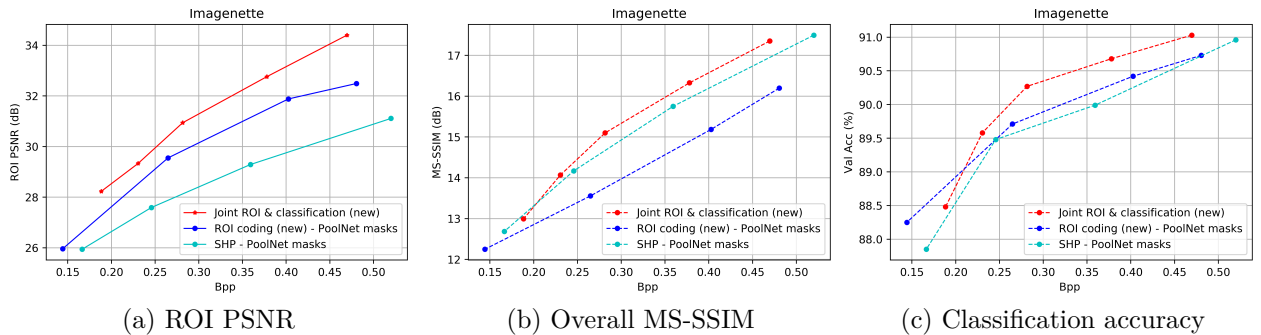 Imagenette
ROI PSNR (dB)
34
32
30
28
26
0.15 0.20 0.25 0.30 0.35 0.40 0.45 0.50
Bpp
Joint ROI & classification (new)
ROI coding (new) - PoolNet masks
SHP - PoolNet masks
(a) ROI PSNR
Imagenette
MS-SSIM (dB)
17
16
15
14
13
12
0.15 0.20 0.25 0.30 0.35 0.40 0.45 0.50
Bpp
Joint ROI & classification (new)
ROI coding (new) - PoolNet masks
SHP - PoolNet masks
(b) Overall MS-SSIM
Imagenette
Val Acc (%)
91.0
90.5
90.0
89.5
89.0
88.5
88.0
0.15 0.20 0.25 0.30 0.35 0.40 0.45 0.50
Bpp
Joint ROI & classification (new)
ROI coding (new) - PoolNet masks
SHP - PoolNet masks
(c) Classification accuracy